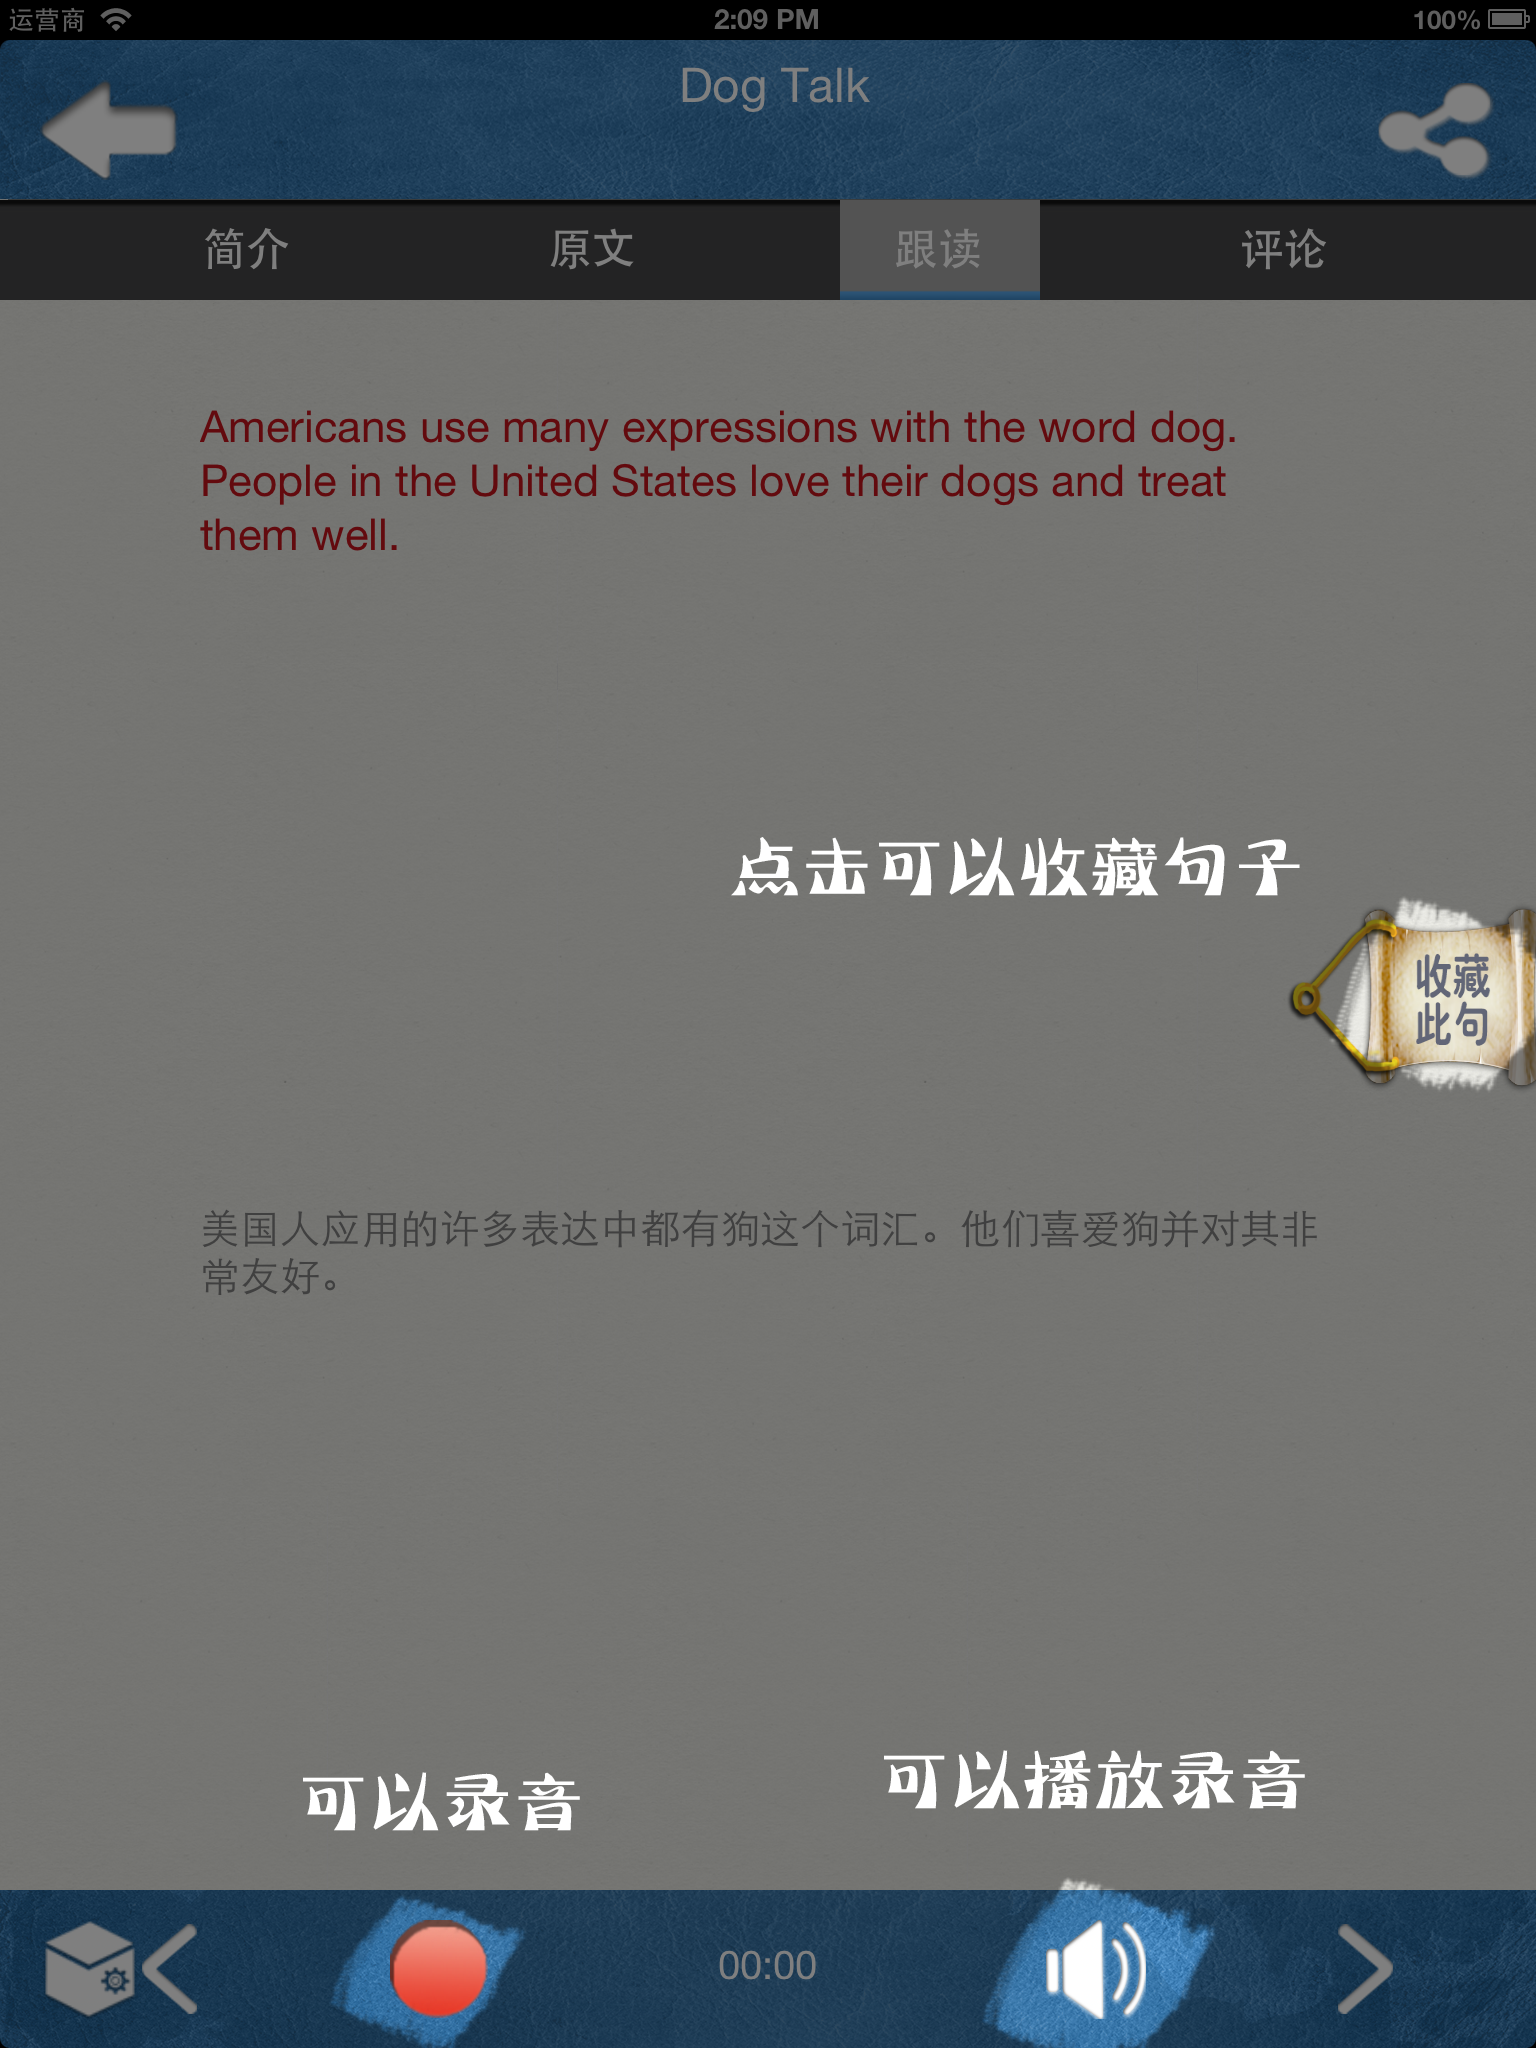 运营商 2:09 PM 100%
Dog Talk
简介 原文 跟读 评论
Americans use many expressions with the word dog.
People in the United States love their dogs and treat
them well.
点击可以收藏句子
收藏
此句
美国人应用的许多表达中都有狗这个词汇。他们喜爱狗并对其非
常友好。
可以录音
可以播放录音
00:00